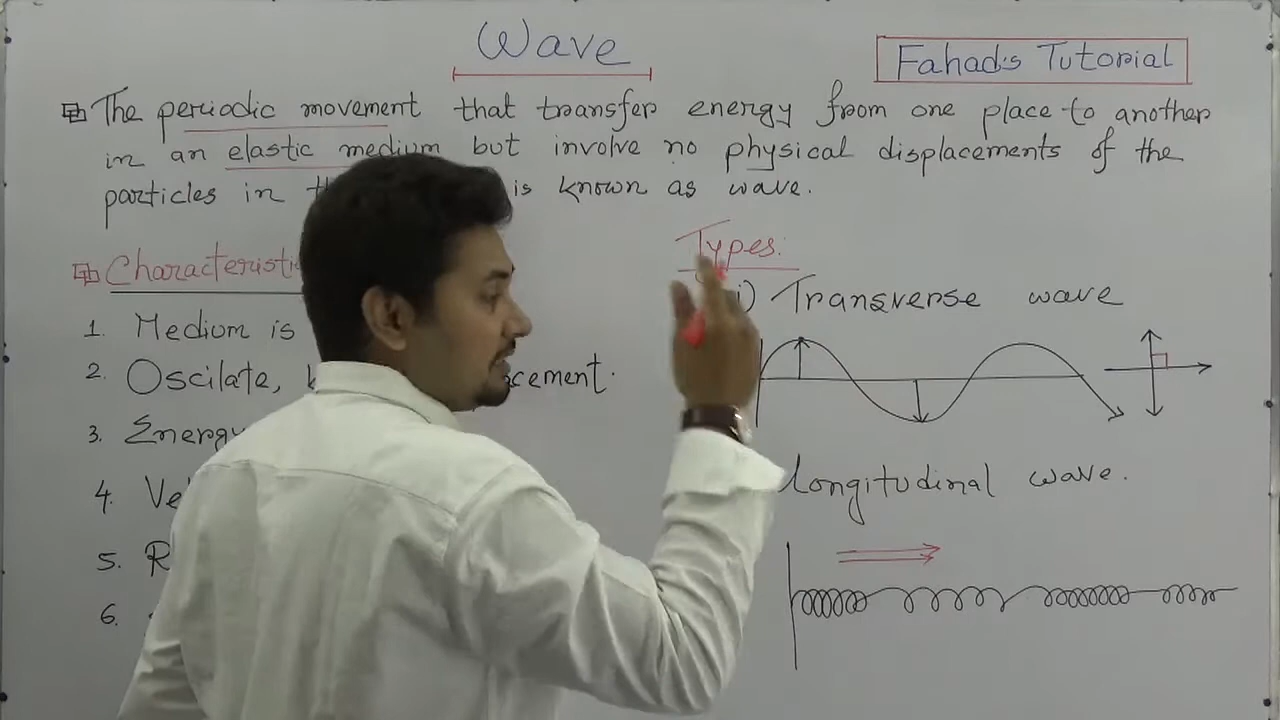 Wave
Fahad's Tutorial
The periodic movement that transfer energy from one place to another
in an elastic medium but involve no physical displacements of the
particles in is known as wave.
Characteristic
Types:
i) Transverse wave
1. Medium is
2. Oscilate,
3. Energy
4. Ve
longitudinal wave.
5. R
6.